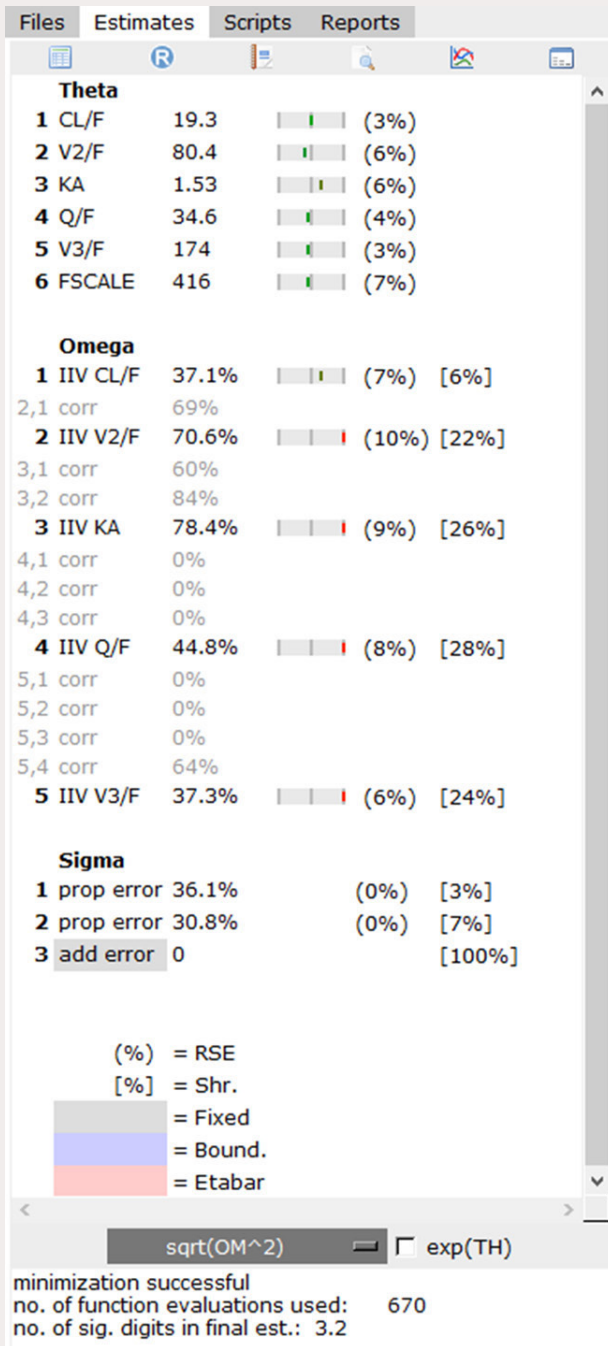 Files Estimates Scripts Reports
Theta
1 CL/F 19.3 (3%)
2 V2/F 80.4 (6%)
3 KA 1.53 (6%)
4 Q/F 34.6 (4%)
5 V3/F 174 (3%)
6 FSCALE 416 (7%)
Omega
1 IIV CL/F 37.1% (7%) [6%]
2,1 corr 69%
2 IIV V2/F 70.6% (10%) [22%]
3,1 corr 60%
3,2 corr 84%
3 IIV KA 78.4% (9%) [26%]
4,1 corr 0%
4,2 corr 0%
4,3 corr 0%
4 IIV Q/F 44.8% (8%) [28%]
5,1 corr 0%
5,2 corr 0%
5,3 corr 0%
5,4 corr 64%
5 IIV V3/F 37.3% (6%) [24%]
Sigma
1 prop error 36.1% (0%) [3%]
2 prop error 30.8% (0%) [7%]
3 add error 0 [100%]
(%) = RSE
[%] = Shr.
= Fixed
= Bound.
= Etabar
sqrt(OM^2) exp(TH)
minimization successful
no. of function evaluations used: 670
no. of sig. digits in final est.: 3.2